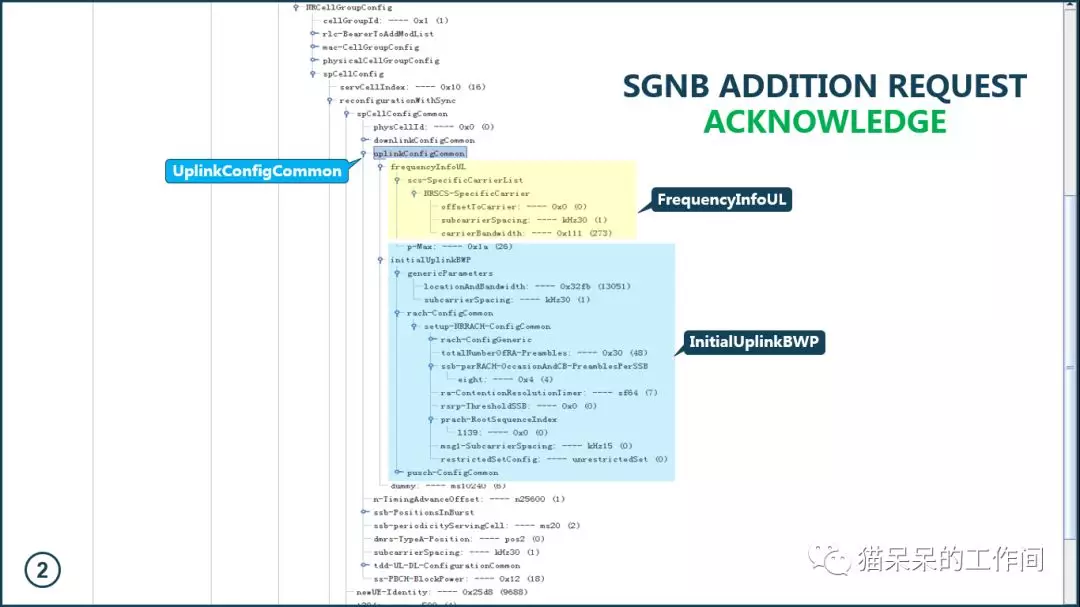 NRCellGroupConfig
cellGroupId: ---- 0x1 (1)
rlc-BearerToAddModList
mac-CellGroupConfig
physicalCellGroupConfig
spCellConfig
servCellIndex: ---- 0x10 (16)
reconfigurationWithSync
spCellConfigCommon
physCellId: ---- 0x0 (0)
downlinkConfigCommon
uplinkConfigCommon
frequencyInfoUL
scs-SpecificCarrierList
NRSCS-SpecificCarrier
offsetToCarrier: ---- 0x0 (0)
subcarrierSpacing: ---- kHz30 (1)
carrierBandwidth: ---- 0x111 (273)
p-Max: ---- 0x1a (26)
initialUplinkBWP
genericParameters
locationAndBandwidth: ---- 0x32fb (13051)
subcarrierSpacing: ---- kHz30 (1)
rach-ConfigCommon
setup-NRRACH-ConfigCommon
rach-ConfigGeneric
totalNumberOfRA-Preambles: ---- 0x30 (48)
ssb-perRACH-OccasionAndCB-PreamblesPerSSB
eight: ---- 0x4 (4)
ra-ContentionResolutionTimer: ---- sf64 (7)
rsrp-ThresholdSSB: ---- 0x0 (0)
prach-RootSequenceIndex
l139: ---- 0x0 (0)
msg1-SubcarrierSpacing: ---- kHz15 (0)
restrictedSetConfig: ---- unrestrictedSet (0)
pusch-ConfigCommon
dummy: ---- ms10240 (6)
n-TimingAdvanceOffset: ---- n25600 (1)
ssb-PositionsInBurst
ssb-periodicityServingCell: ---- ms20 (2)
dmrs-TypeA-Position: ---- pos2 (0)
subcarrierSpacing: ---- kHz30 (1)
tdd-UL-DL-ConfigurationCommon
ss-PBCH-BlockPower: ---- 0x12 (18)
newUE-Identity: ---- 0x25d8 (9688)
SGNB ADDITION REQUEST
ACKNOWLEDGE
UplinkConfigCommon
FrequencyInfoUL
InitialUplinkBWP
2
猫呆呆的工作间